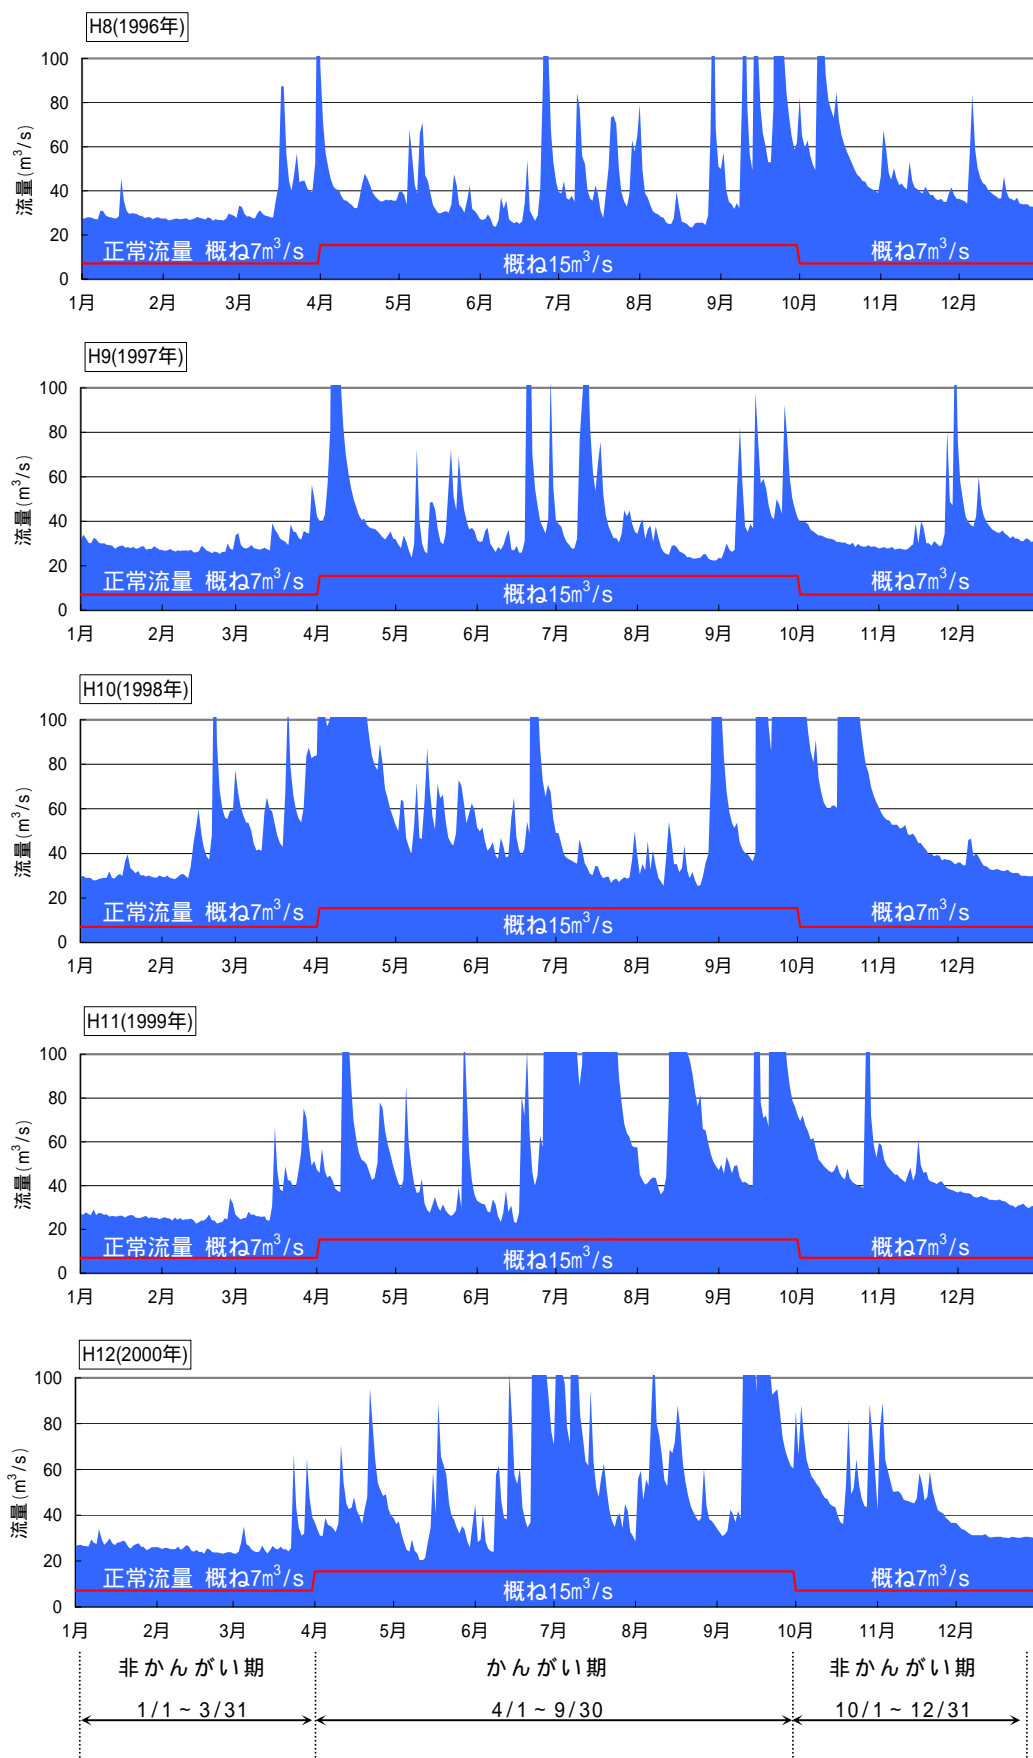 H8(1996年)
流量(m³/s)
100
80
60
40
20
0
正常流量 概ね7m³/s
概ね15m³/s
概ね7m³/s
1月 2月 3月 4月 5月 6月 7月 8月 9月 10月 11月 12月
H9(1997年)
流量(m³/s)
100
80
60
40
20
0
正常流量 概ね7m³/s
概ね15m³/s
概ね7m³/s
1月 2月 3月 4月 5月 6月 7月 8月 9月 10月 11月 12月
H10(1998年)
流量(m³/s)
100
80
60
40
20
0
正常流量 概ね7m³/s
概ね15m³/s
概ね7m³/s
1月 2月 3月 4月 5月 6月 7月 8月 9月 10月 11月 12月
H11(1999年)
流量(m³/s)
100
80
60
40
20
0
正常流量 概ね7m³/s
概ね15m³/s
概ね7m³/s
1月 2月 3月 4月 5月 6月 7月 8月 9月 10月 11月 12月
H12(2000年)
流量(m³/s)
100
80
60
40
20
0
正常流量 概ね7m³/s
概ね15m³/s
概ね7m³/s
1月 2月 3月 4月 5月 6月 7月 8月 9月 10月 11月 12月
非かんがい期 かんがい期 非かんがい期
1/1~3/31 4/1~9/30 10/1~12/31